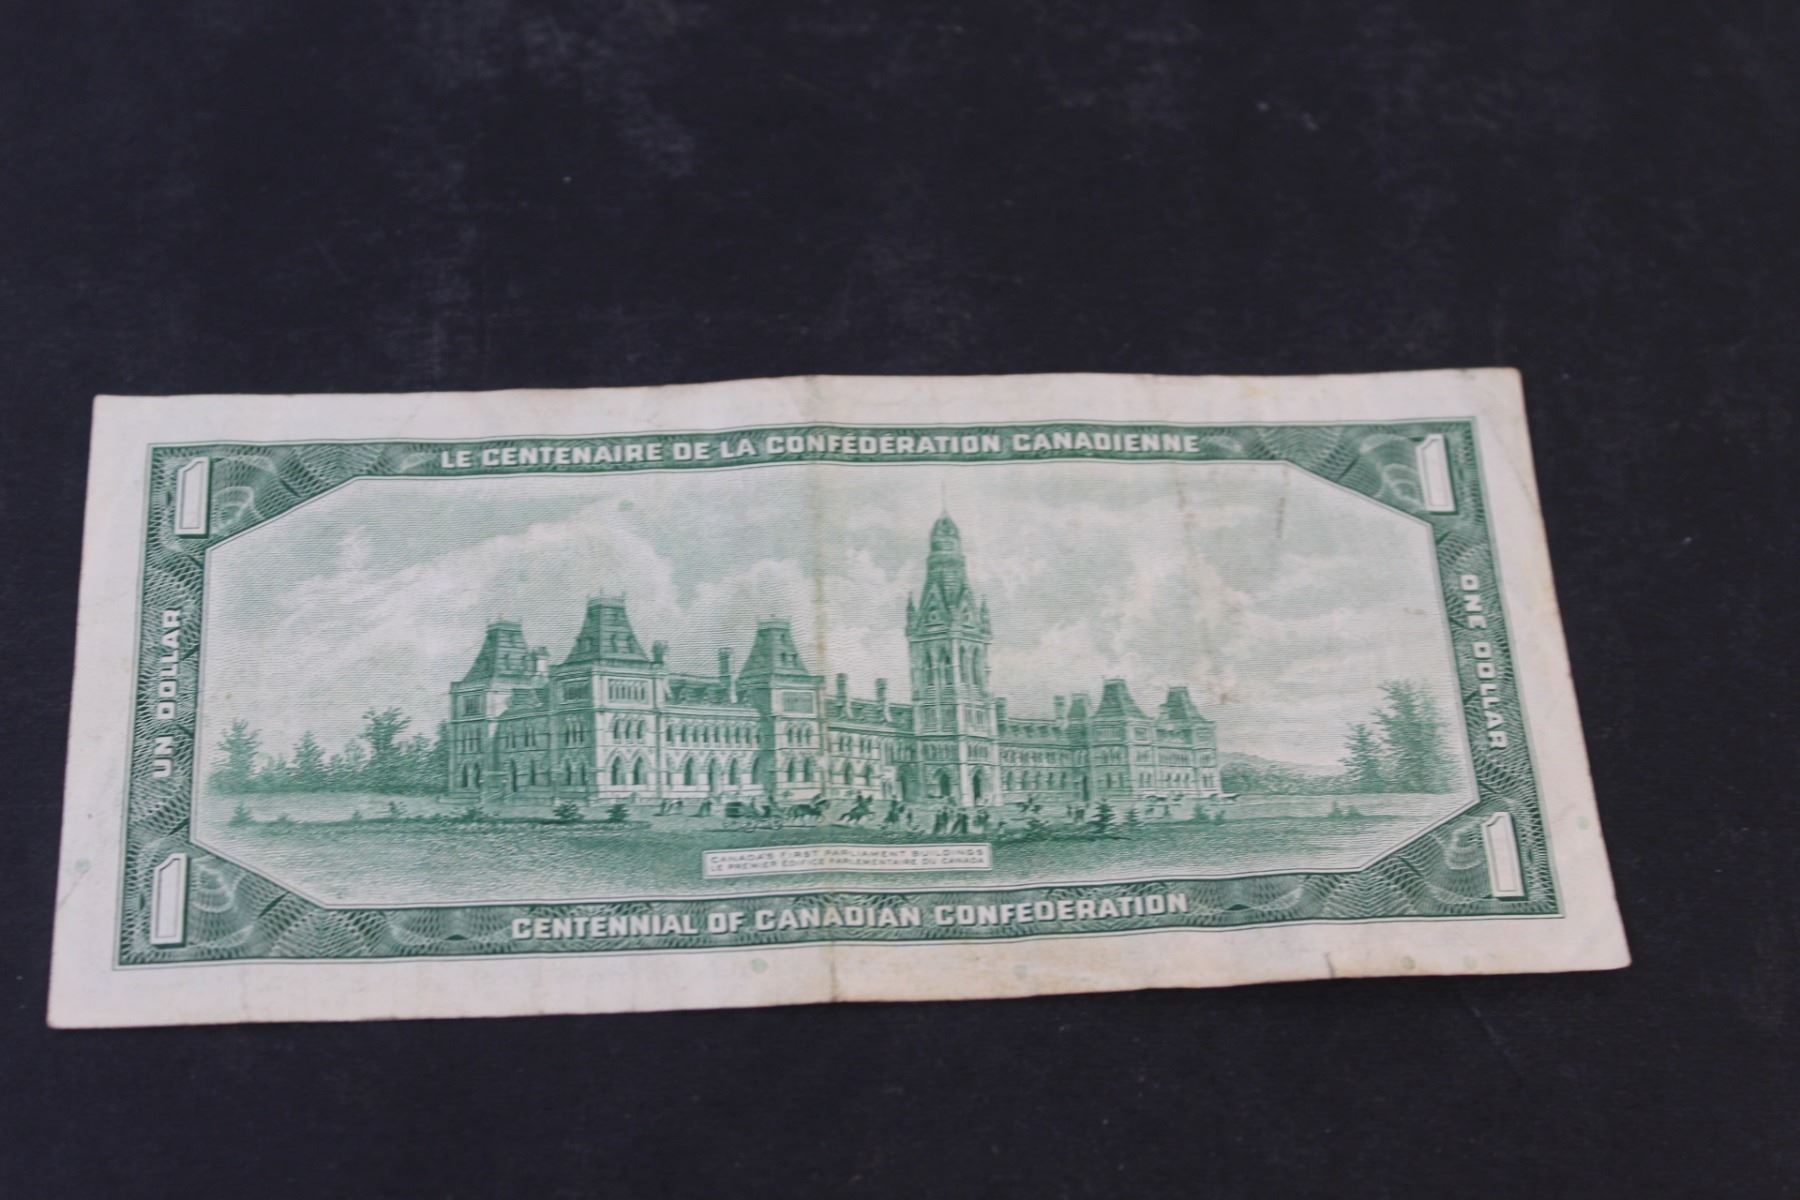 LE CENTENAIRE DE LA CONFÉDÉRATION CANADIENNE
1
1
UN DOLLAR
ONE DOLLAR
CANADA'S FIRST PARLIAMENT BUILDINGS
LE PREMIER ÉDIFICE PARLEMENTAIRE DU CANADA
1
1
CENTENNIAL OF CANADIAN CONFEDERATION